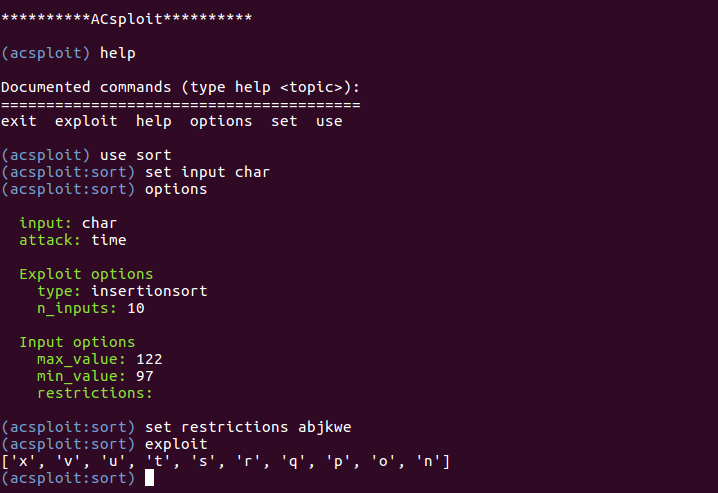 **********ACsploit**********
(acsploit) help
Documented commands (type help <topic>):
========================================
exit  exploit  help  options  set  use
(acsploit) use sort
(acsploit:sort) set input char
(acsploit:sort) options
input: char
attack: time
Exploit options
type: insertionsort
n_inputs: 10
Input options
max_value: 122
min_value: 97
restrictions:
(acsploit:sort) set restrictions abjkwe
(acsploit:sort) exploit
['x', 'v', 'u', 't', 's', 'r', 'q', 'p', 'o', 'n']
(acsploit:sort)